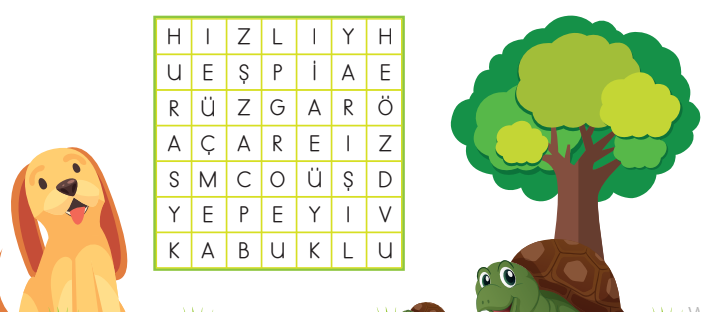 H I Z L I Y H
U E Ş P İ A E
R Ü Z G A R Ö
A Ç A R E I Z
S M C O Ü Ş D
Y E P E Y I V
K A B U K L U